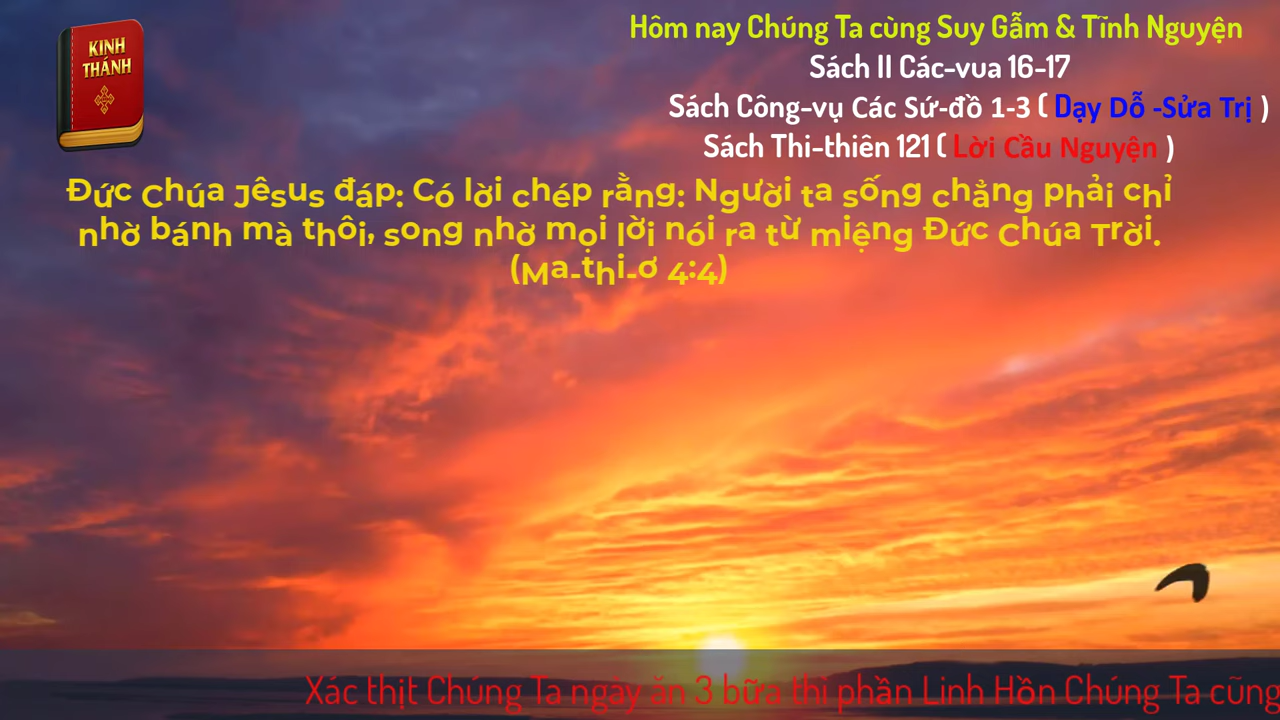 KINH
THÁNH
Hôm nay Chúng Ta cùng Suy Gẫm & Tĩnh Nguyện
Sách II Các-vua 16-17
Sách Công-vụ Các Sứ-đồ 1-3 ( Dạy Dỗ -Sửa Trị )
Sách Thi-thiên 121 ( Lời Cầu Nguyện )
Đức Chúa Jêsus đáp: Có lời chép rằng: Người ta sống chẳng phải chỉ
nhờ bánh mà thôi, song nhờ mọi lời nói ra từ miệng Đức Chúa Trời.
(Ma-thi-ơ 4:4)
Xác thịt Chúng Ta ngày ăn 3 bữa thì phần Linh Hồn Chúng Ta cũng